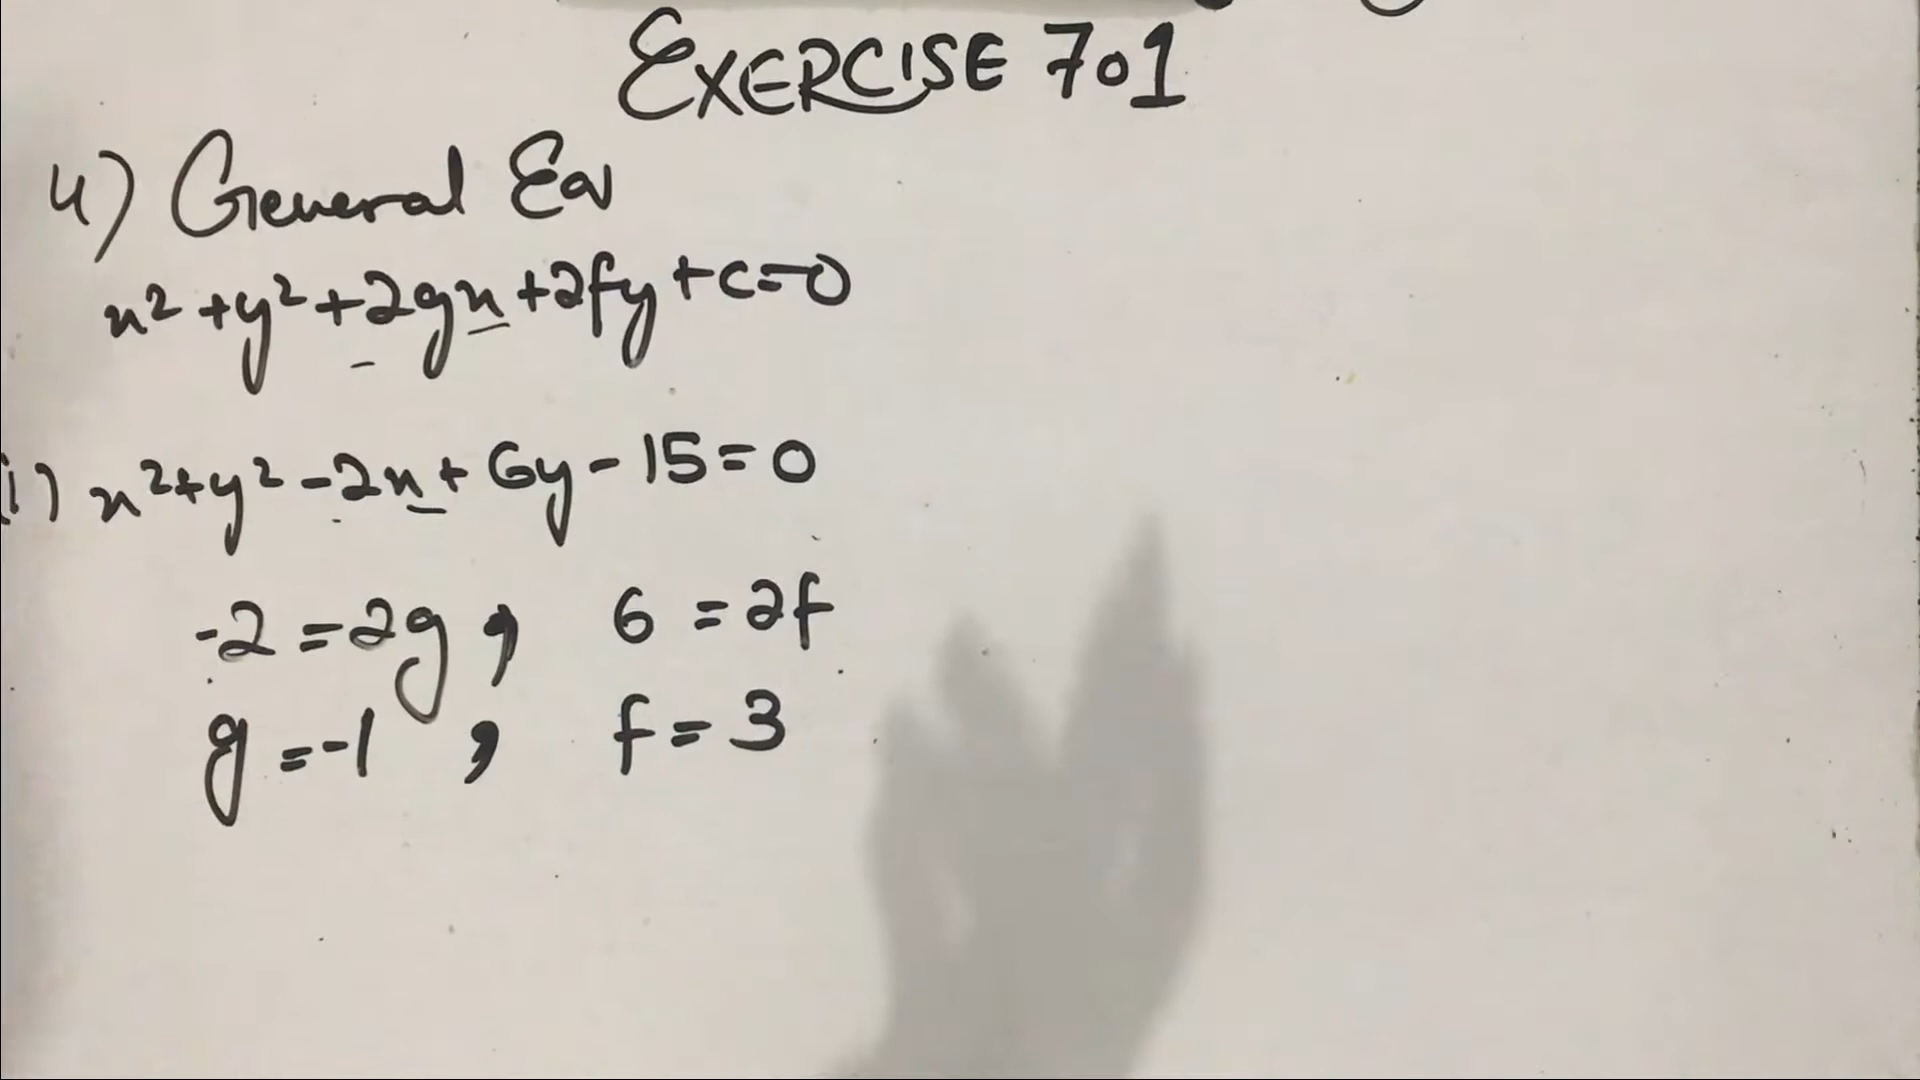 EXERCISE 7.1
4) General Eq
x² + y² + 2gx + 2fy + c = 0
i) x² + y² - 2x + 6y - 15 = 0
-2 = 2g , 6 = 2f
g = -1 , f = 3